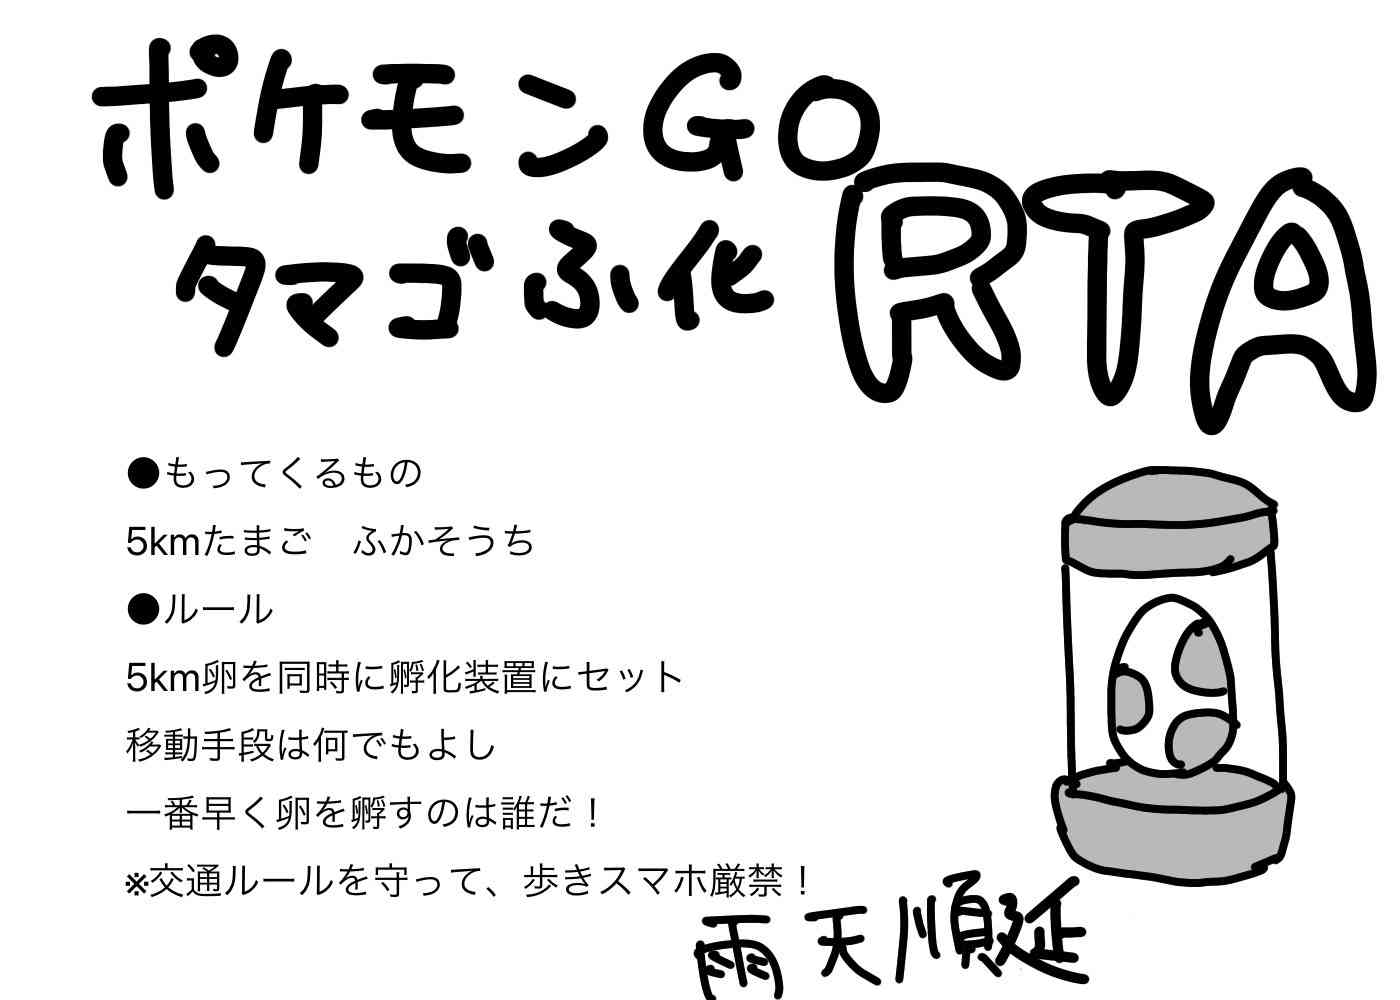 ポケモンGO
タマゴふ化 RTA
●もってくるもの
5kmたまご　ふかそうち
●ルール
5km卵を同時に孵化装置にセット
移動手段は何でもよし
一番早く卵を孵すのは誰だ！
※交通ルールを守って、歩きスマホ厳禁！
雨天順延